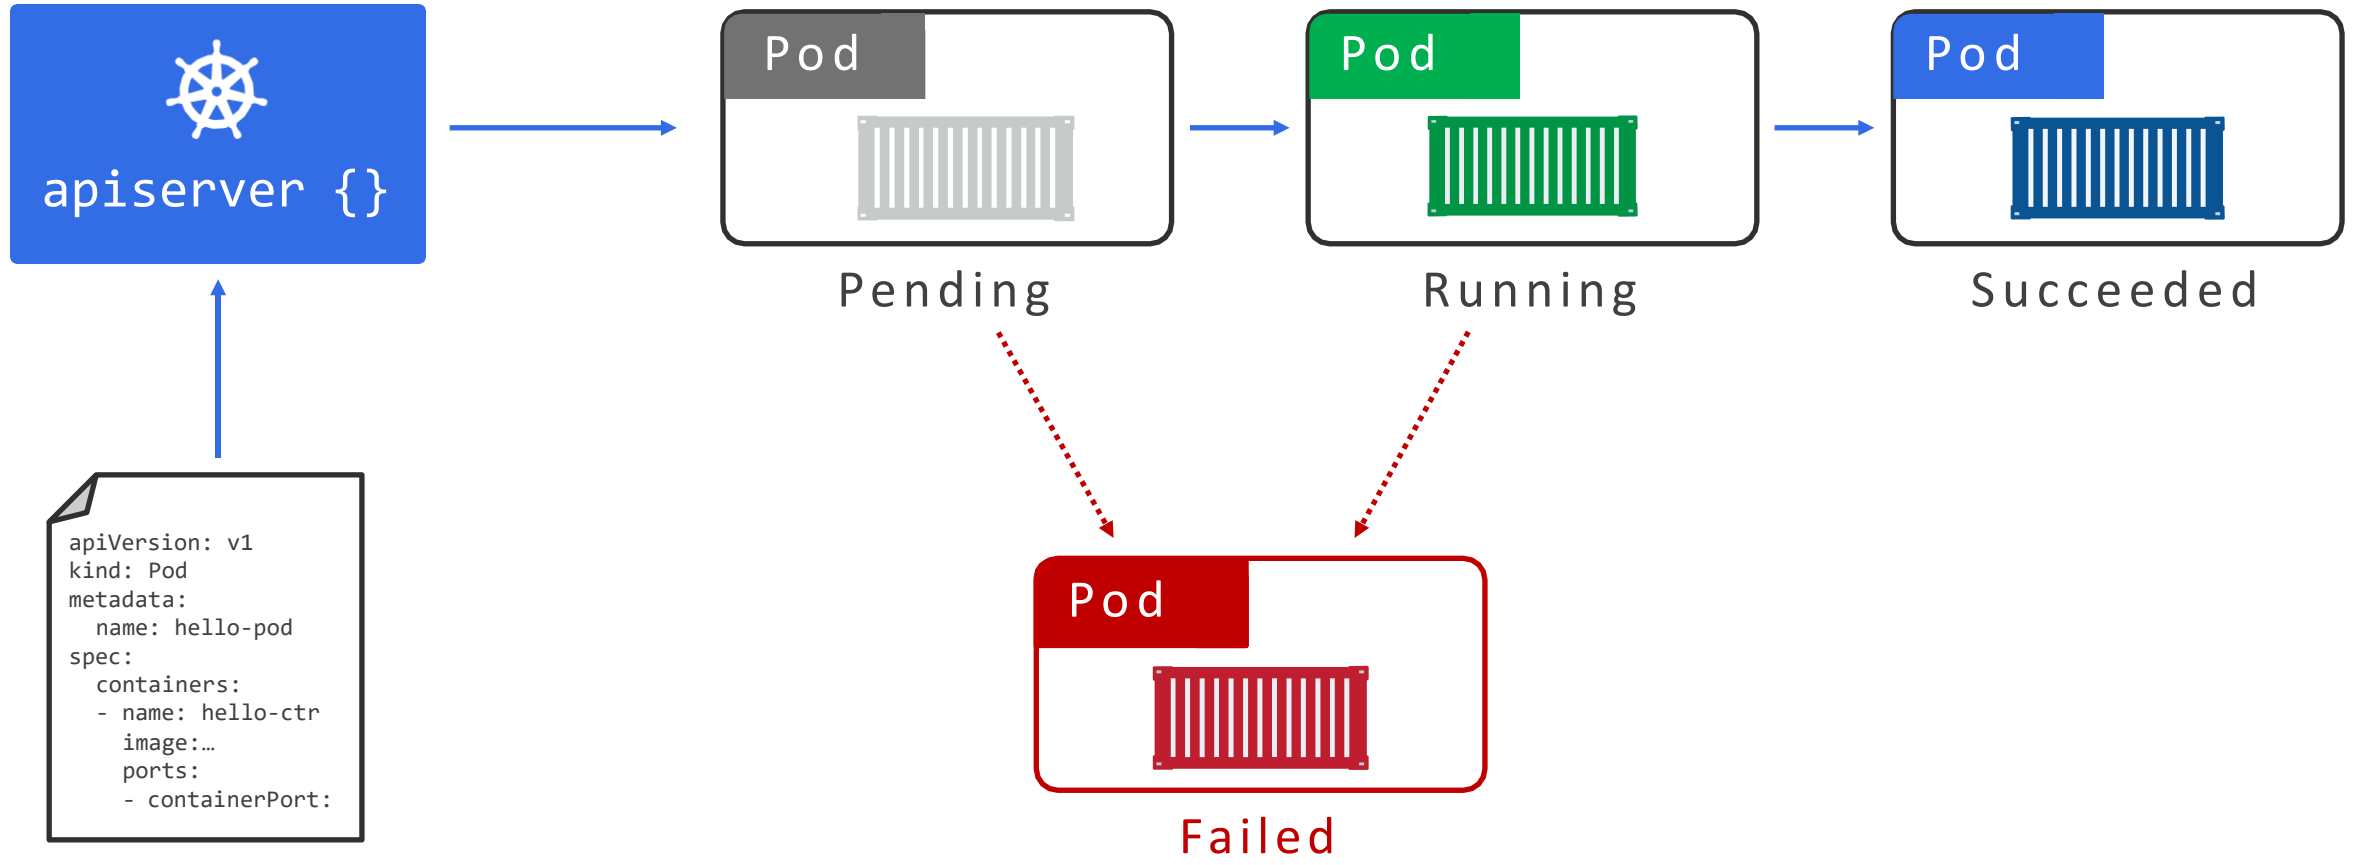 apiserver {}
Pod
Pending
Pod
Running
Pod
Succeeded
apiVersion: v1
kind: Pod
metadata:
  name: hello-pod
spec:
  containers:
  - name: hello-ctr
    image:…
    ports:
    - containerPort:
Pod
Failed